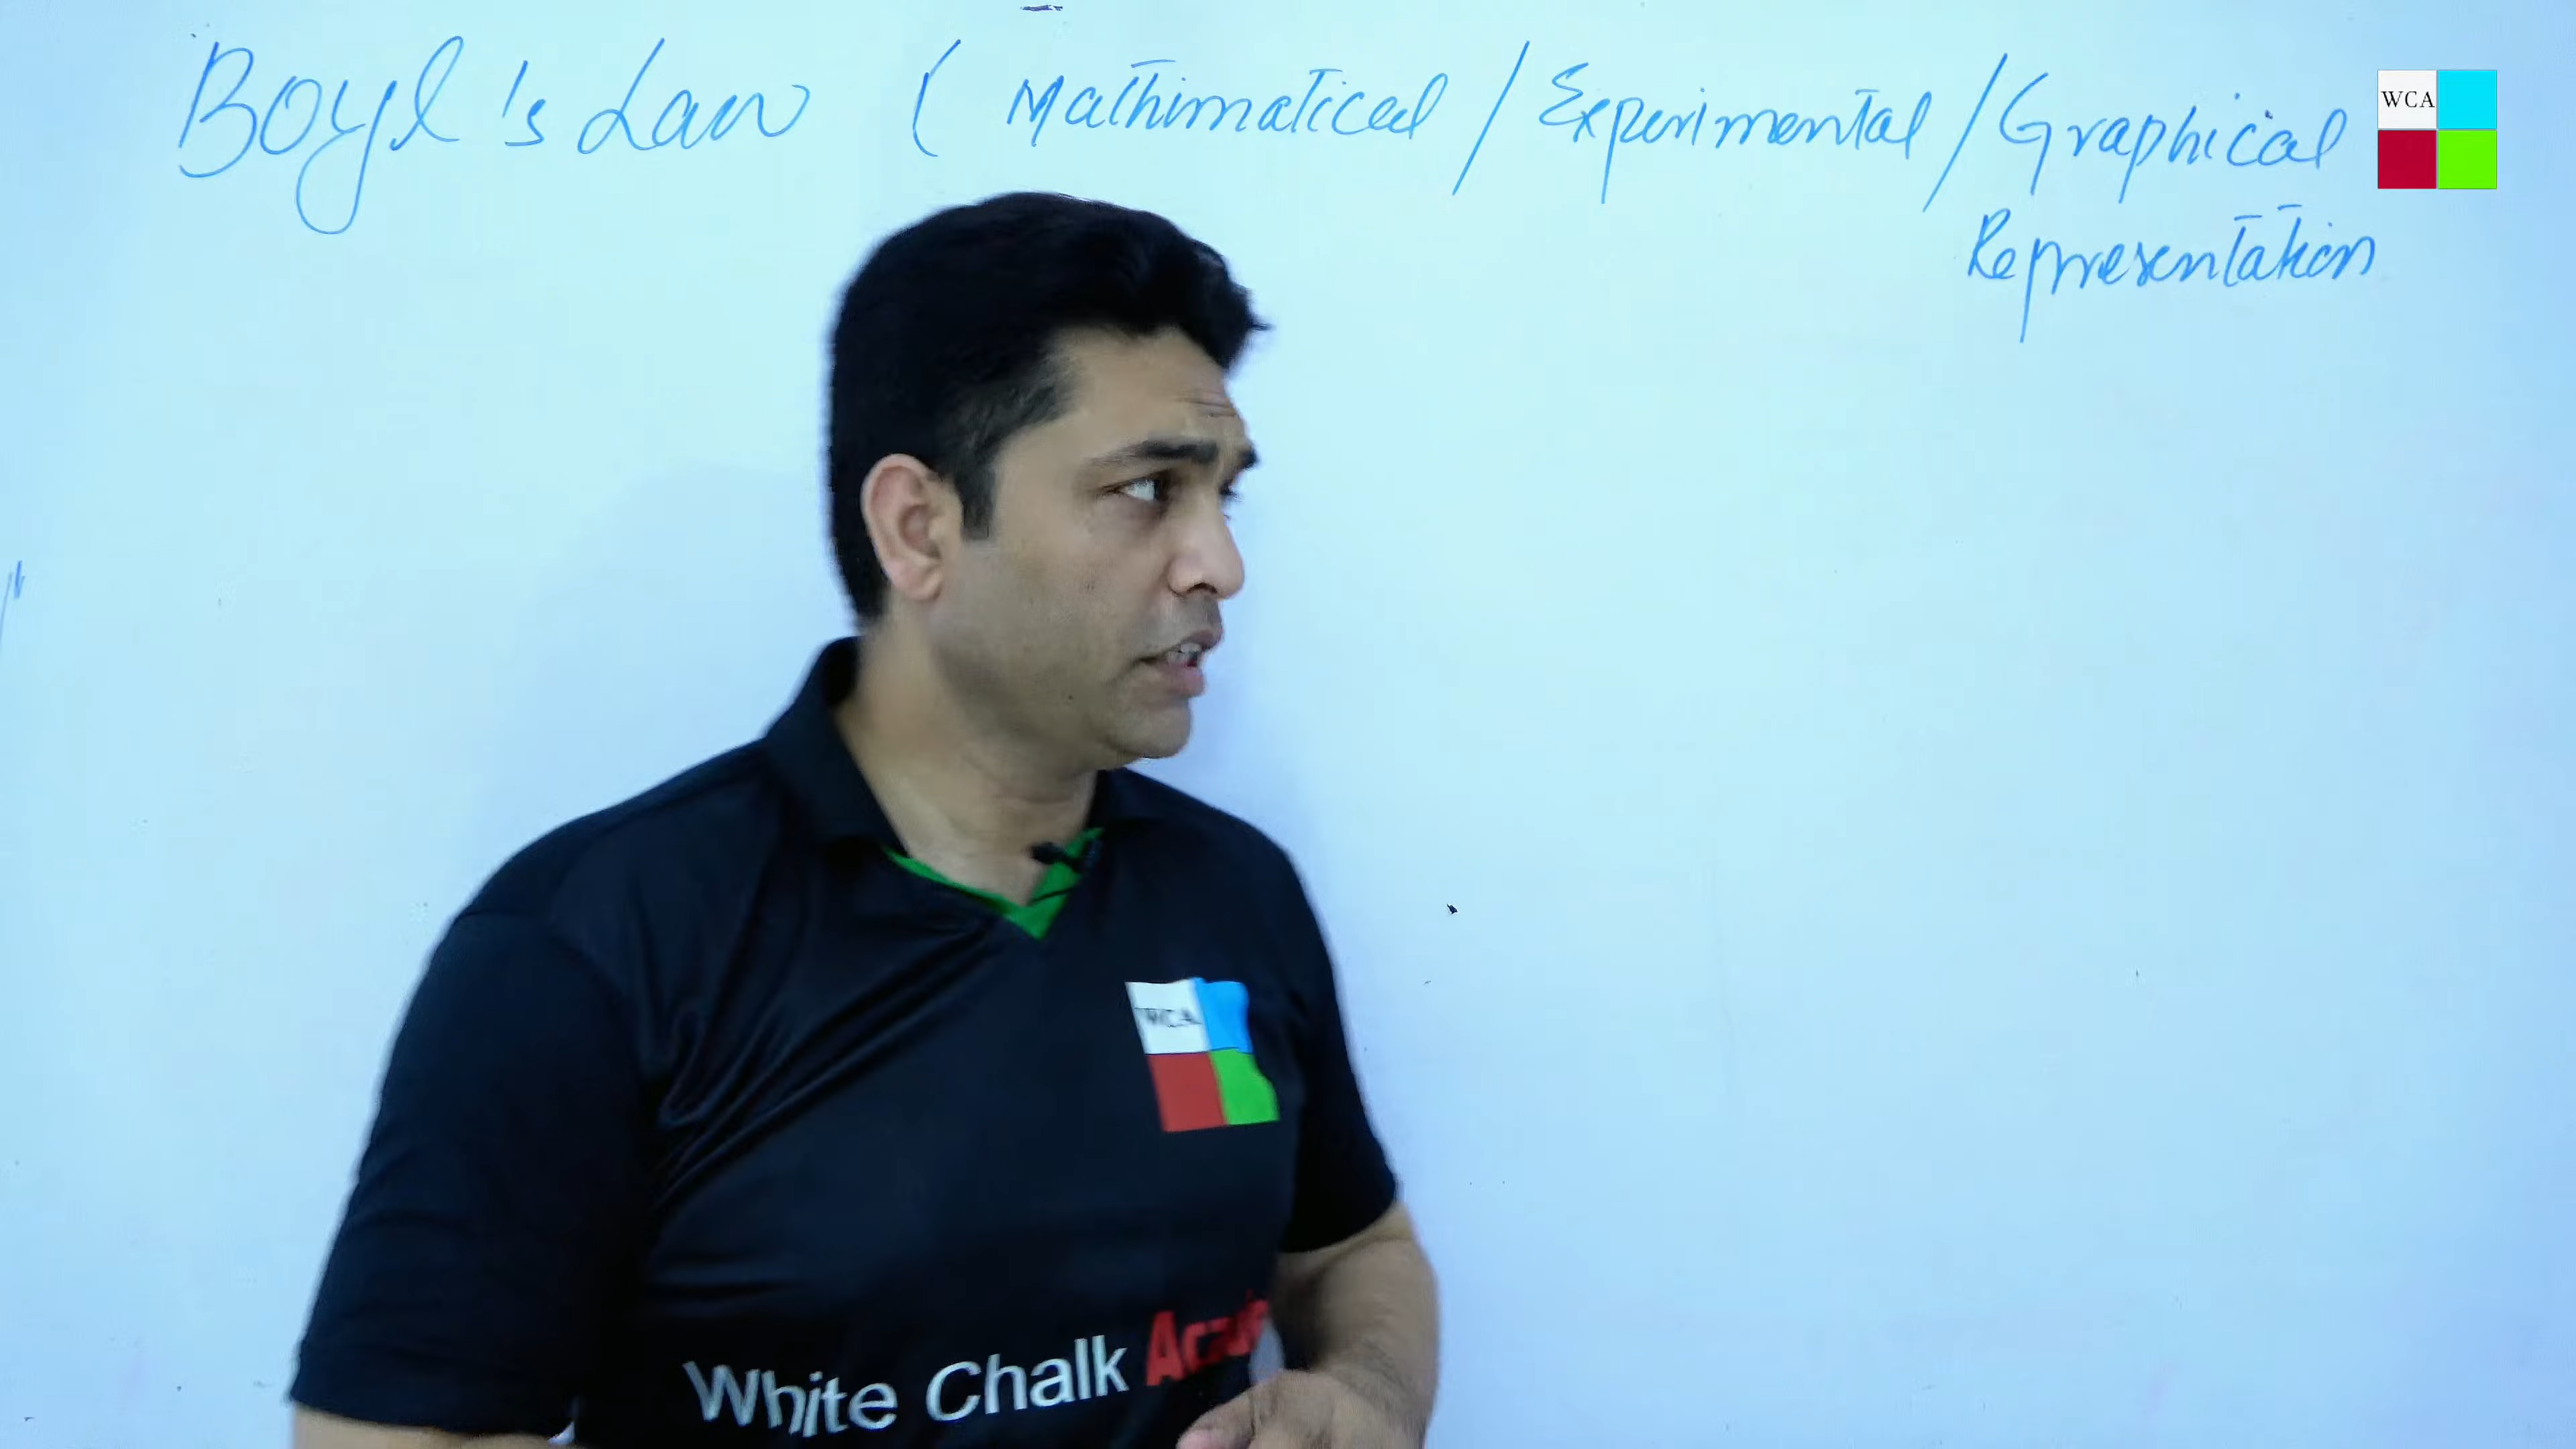 Boyl's Law ( Mathimatical / Experimental / Graphical
Representation
WCA
WCA
White Chalk